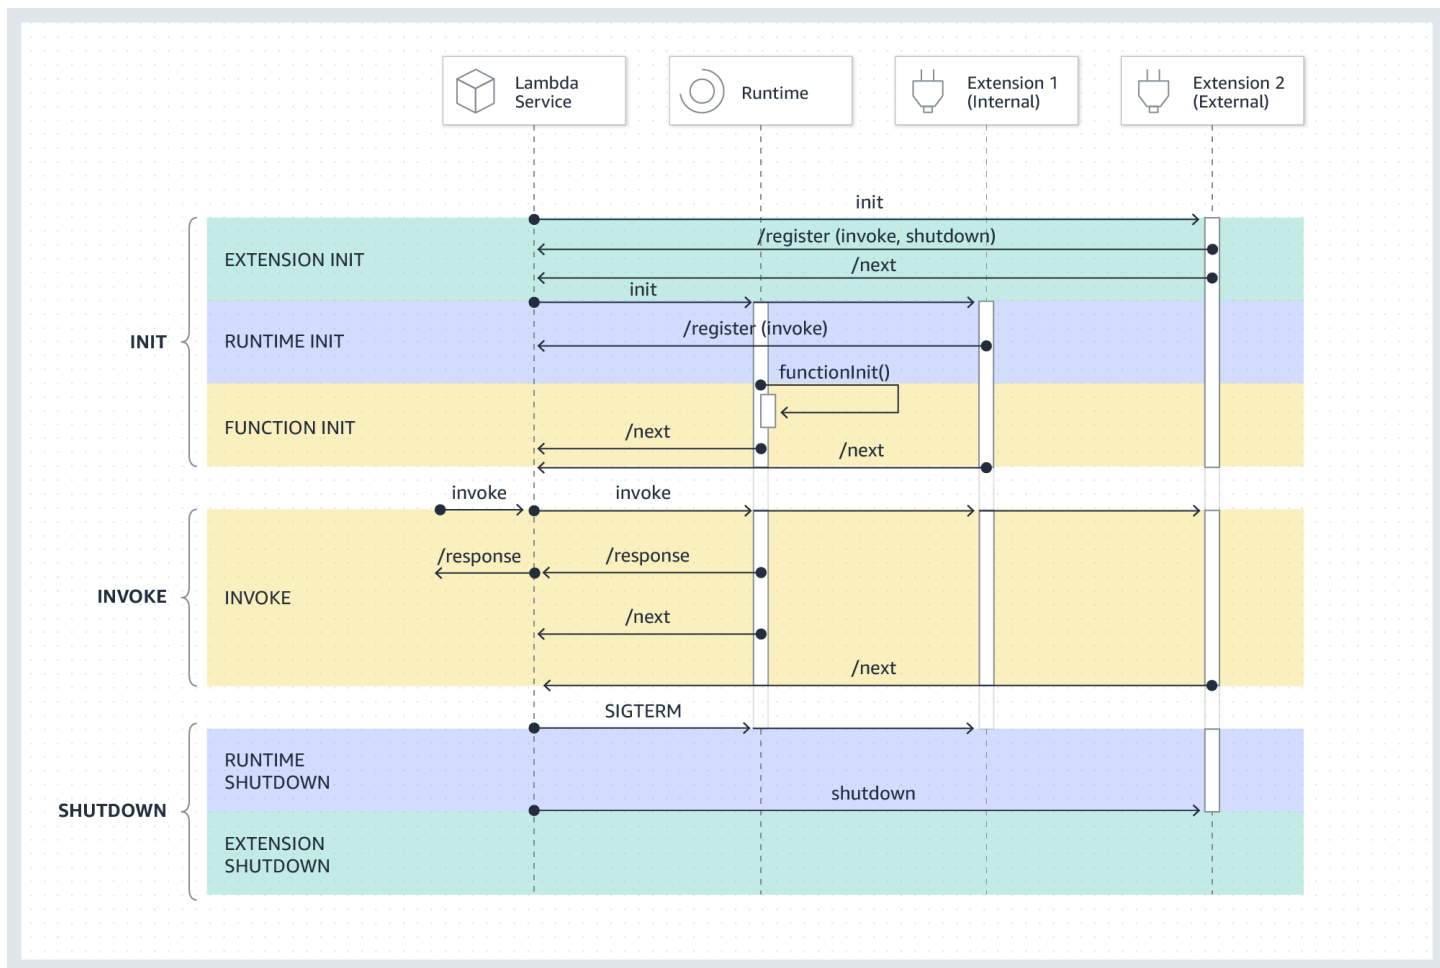 Lambda
Service
Runtime
Extension 1
(Internal)
Extension 2
(External)
init
/register (invoke, shutdown)
EXTENSION INIT
/next
init
/register (invoke)
INIT
RUNTIME INIT
functionInit()
FUNCTION INIT
/next
/next
invoke
invoke
/response
/response
INVOKE
INVOKE
/next
/next
SIGTERM
RUNTIME
SHUTDOWN
shutdown
SHUTDOWN
EXTENSION
SHUTDOWN